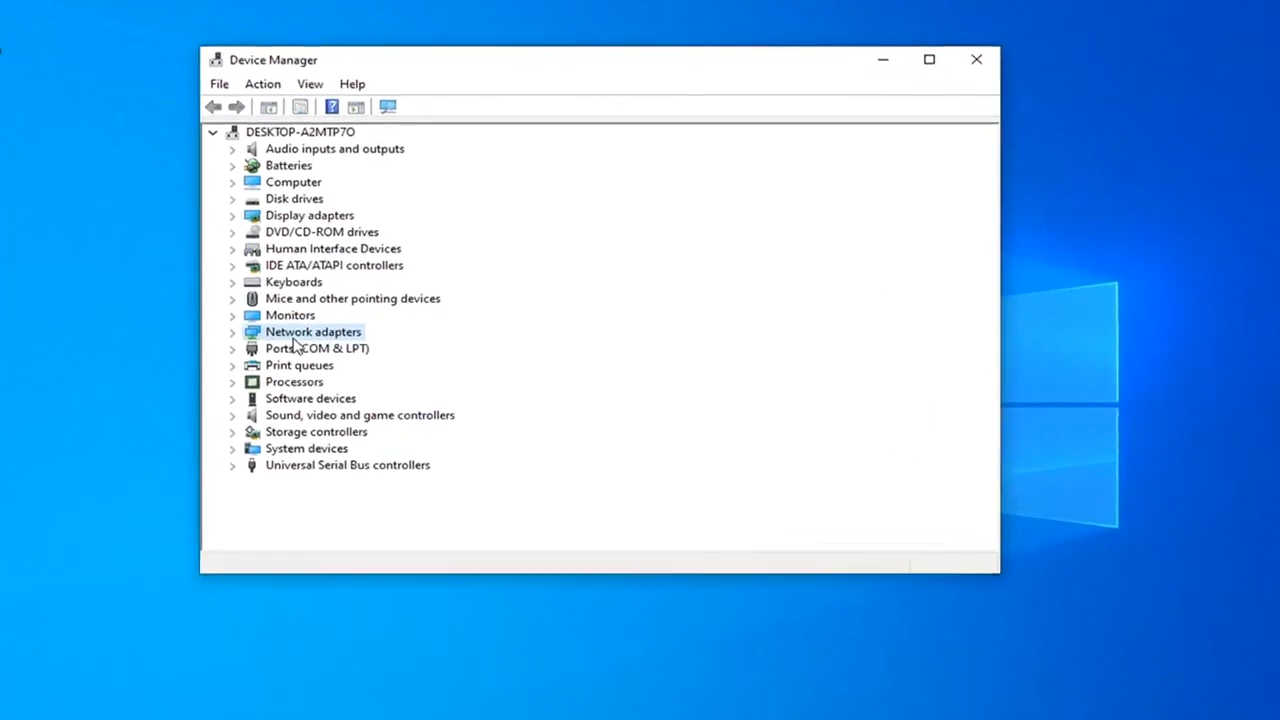 Device Manager
File Action View Help
DESKTOP-A2MTP7O
Audio inputs and outputs
Batteries
Computer
Disk drives
Display adapters
DVD/CD-ROM drives
Human Interface Devices
IDE ATA/ATAPI controllers
Keyboards
Mice and other pointing devices
Monitors
Network adapters
Ports (COM & LPT)
Print queues
Processors
Software devices
Sound, video and game controllers
Storage controllers
System devices
Universal Serial Bus controllers